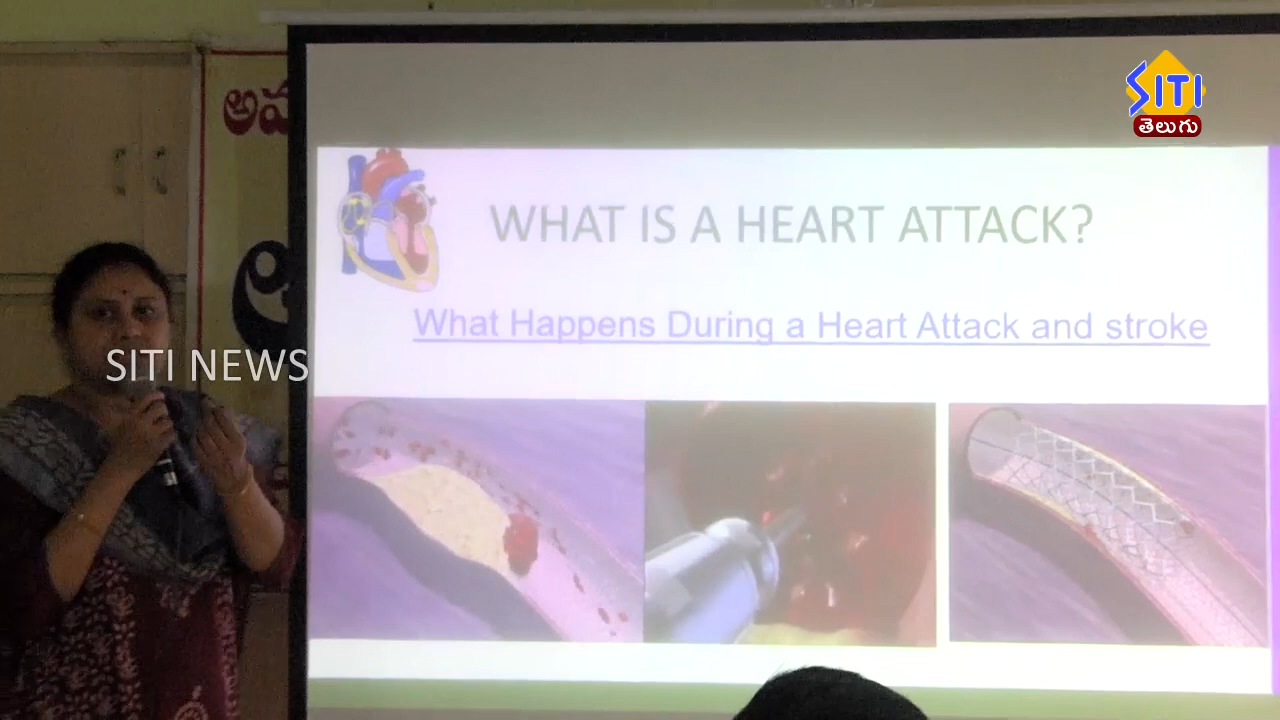 SITI
తెలుగు
WHAT IS A HEART ATTACK?
What Happens During a Heart Attack and stroke
SITI NEWS